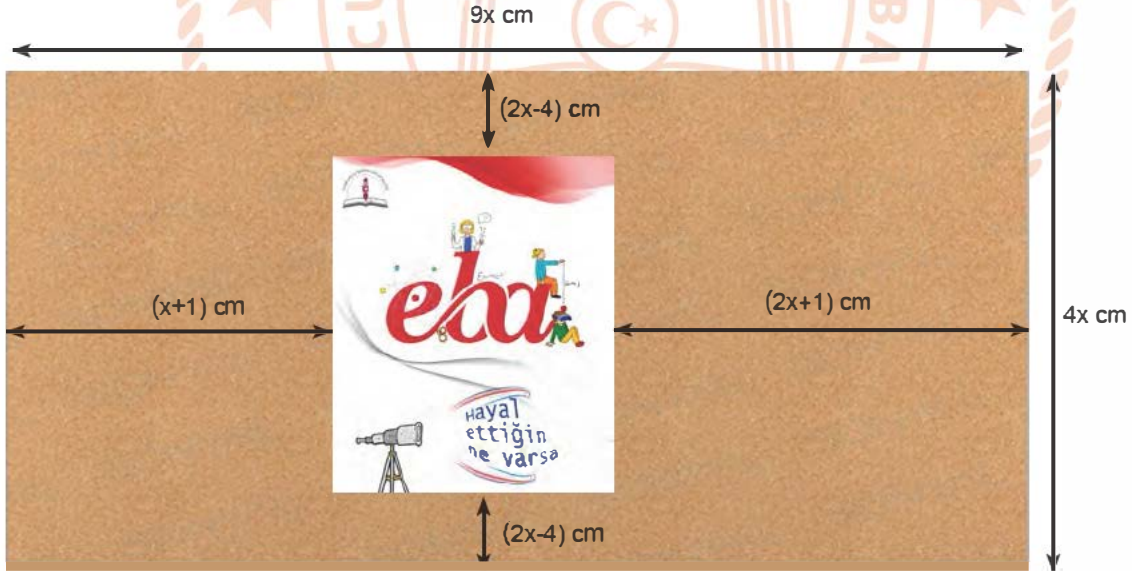 9x cm
(2x-4) cm
eba
(x+1) cm
(2x+1) cm
4x cm
Hayal
ettiğin
ne varsa
(2x-4) cm